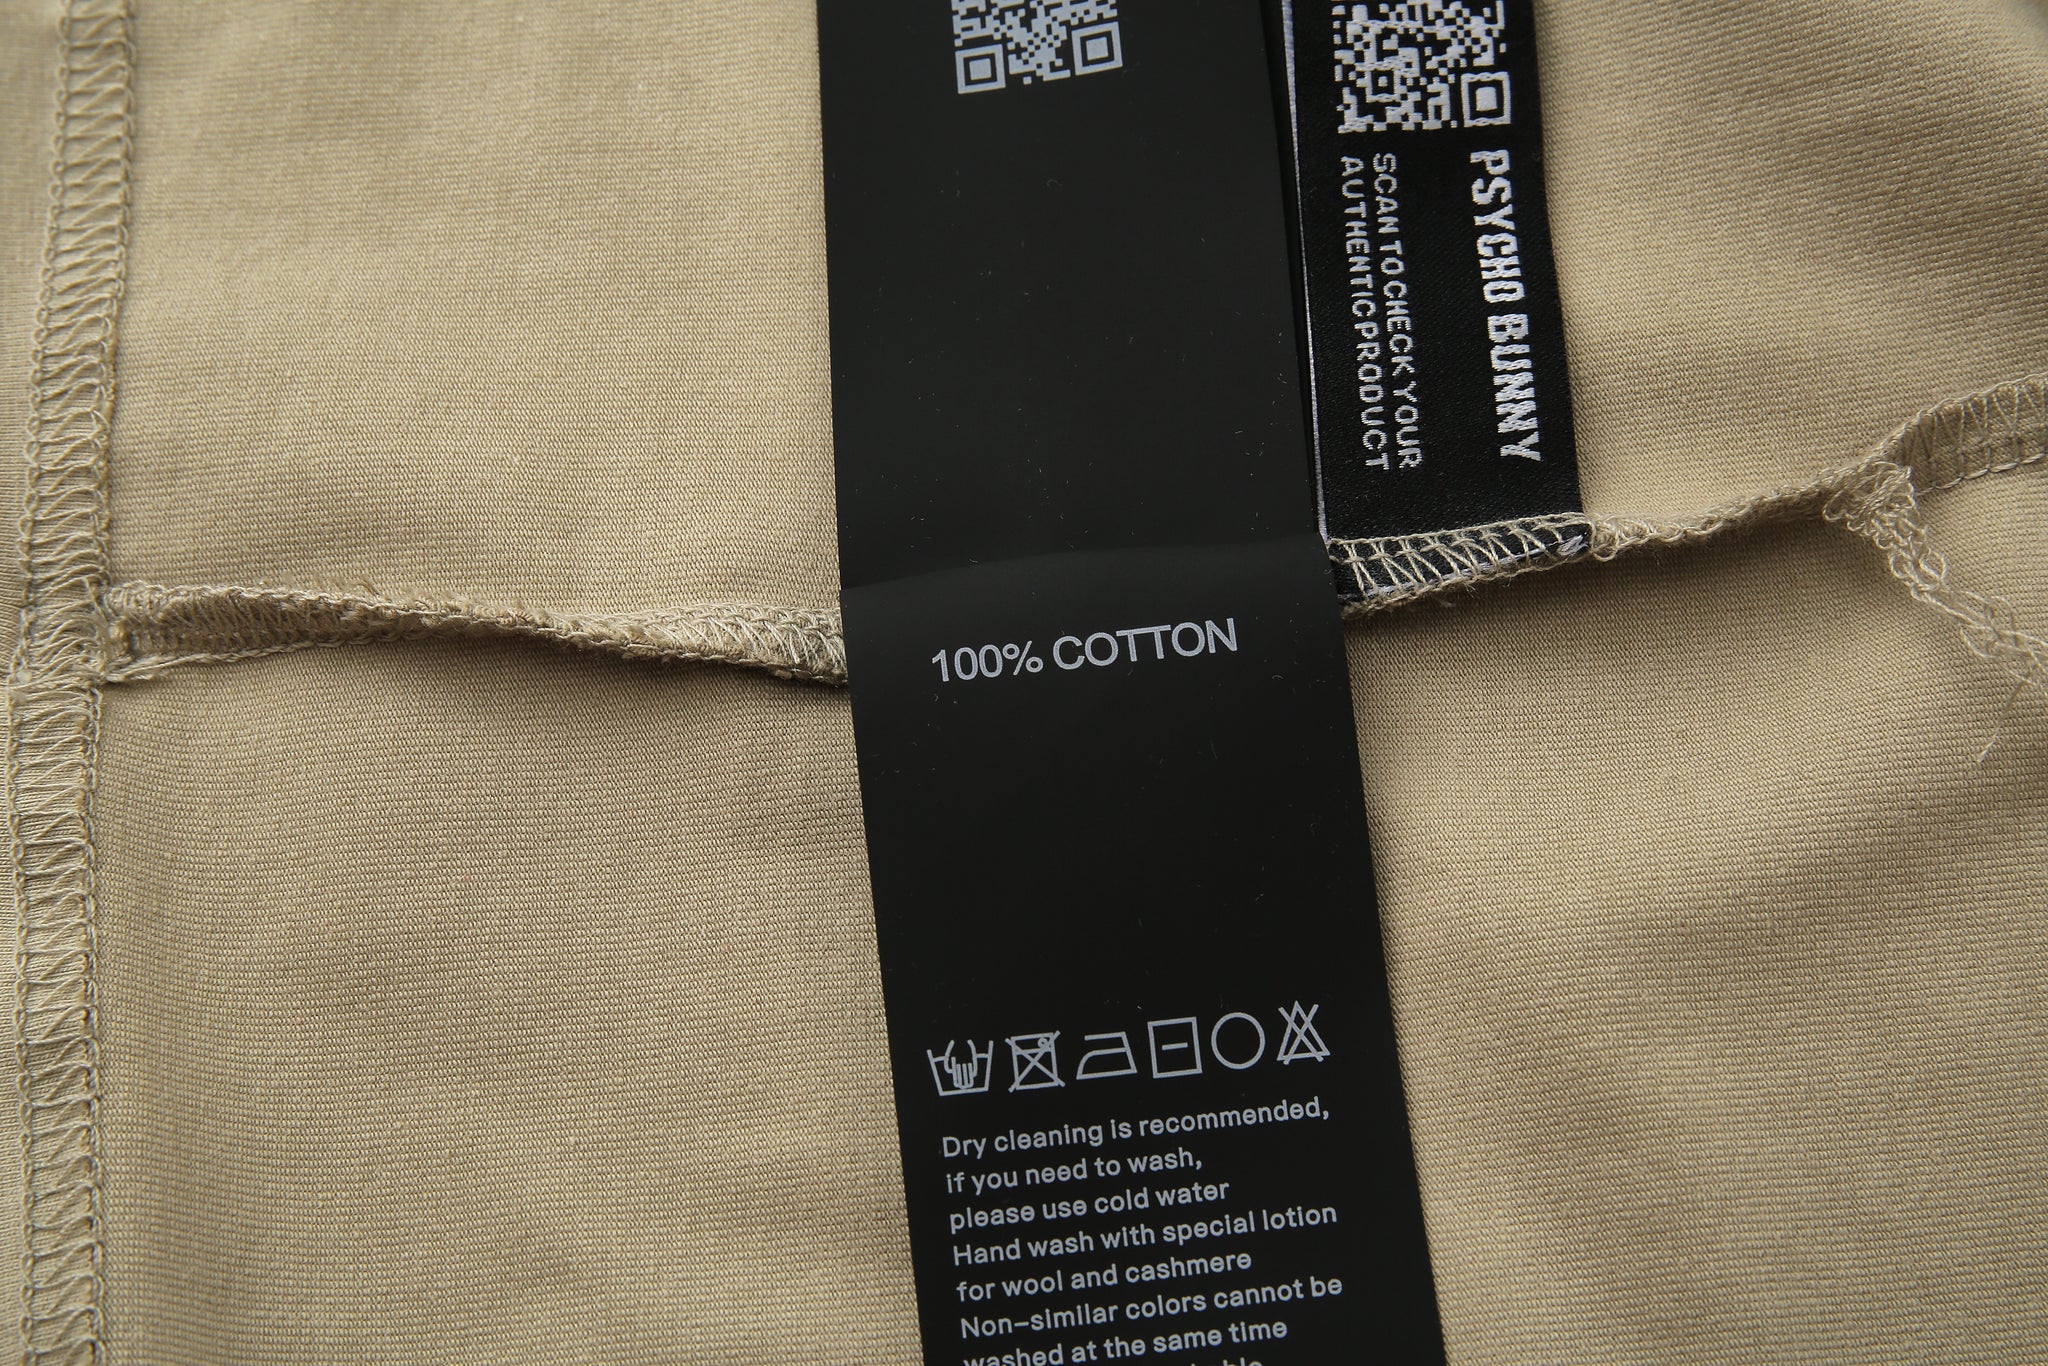 PSYCHO BUNNY
SCAN TO CHECK YOUR
AUTHENTIC PRODUCT
100% COTTON
Dry cleaning is recommended,
if you need to wash,
please use cold water
Hand wash with special lotion
for wool and cashmere
Non-similar colors cannot be
washed at the same time